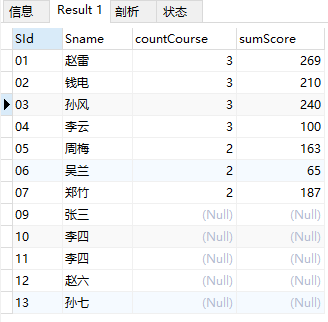 信息 Result 1 剖析 状态
SId Sname countCourse sumScore
01 赵雷 3 269
02 钱电 3 210
03 孙风 3 240
04 李云 3 100
05 周梅 2 163
06 吴兰 2 65
07 郑竹 2 187
09 张三 (Null) (Null)
10 李四 (Null) (Null)
11 李四 (Null) (Null)
12 赵六 (Null) (Null)
13 孙七 (Null) (Null)